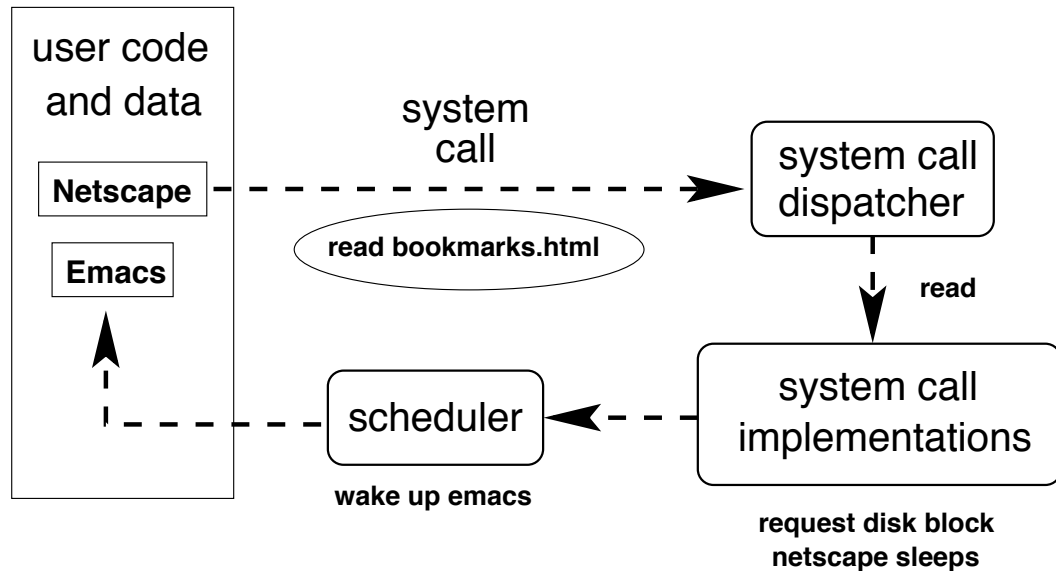 user code
and data
Netscape
Emacs
system
call
read bookmarks.html
system call
dispatcher
read
system call
implementations
request disk block
netscape sleeps
scheduler
wake up emacs